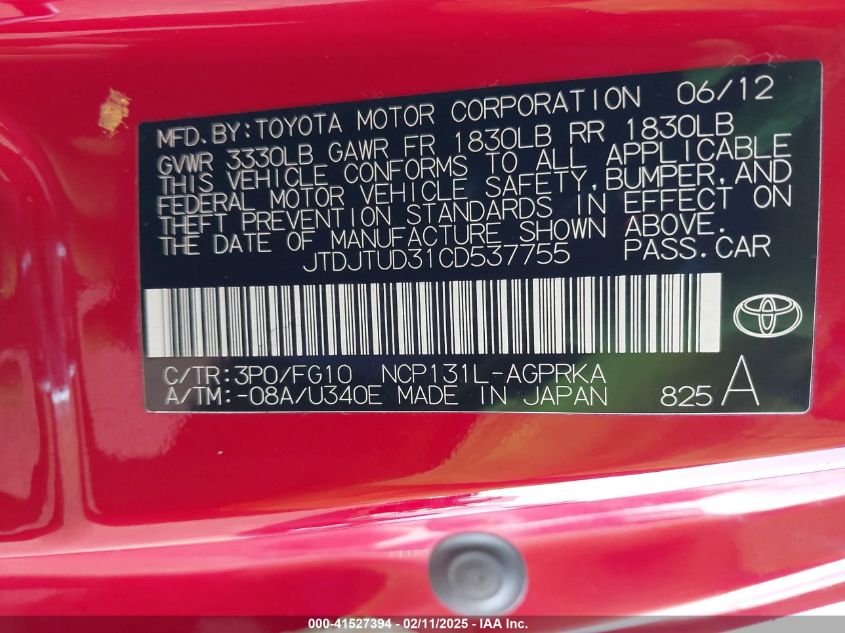 MFD.BY:TOYOTA MOTOR CORPORATION 06/12
GVWR 3330LB GAWR FR 1830LB RR 1830LB
THIS VEHICLE CONFORMS TO ALL APPLICABLE
FEDERAL MOTOR VEHICLE SAFETY,BUMPER,AND
THEFT PREVENTION STANDARDS IN EFFECT ON
THE DATE OF MANUFACTURE SHOWN ABOVE.
JTDJTUD31CD537755 PASS.CAR
C/TR:3P0/FG10 NCP131L-AGPRKA
A/TM:-08A/U340E MADE IN JAPAN 825 A
000-41527394 - 02/11/2025 - IAA Inc.